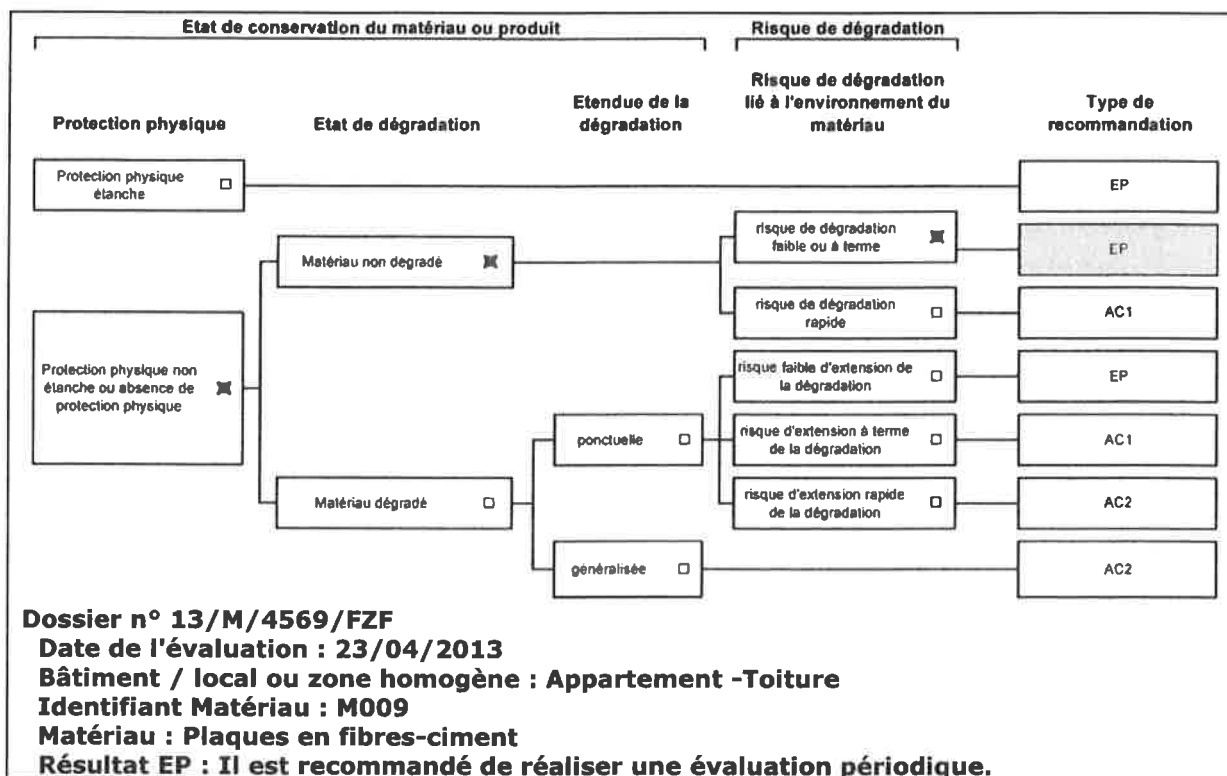 Etat de conservation du matériau ou produit
Risque de dégradation
Protection physique
Etat de dégradation
Etendue de la
dégradation
Risque de dégradation
lié à l'environnement du
matériau
Type de
recommandation
Protection physique
étanche
EP
Matériau non degradé
risque de dégradation
faible ou à terme
EP
risque de dégradation
rapide
AC1
Protection physique non
étanche ou absence de
protection physique
risque faible d'extension de
la dégradation
EP
ponctuelle
risque d'extension à terme
de la dégradation
AC1
Matériau dégradé
risque d'extension rapide
de la dégradation
AC2
généralisée
AC2
Dossier n° 13/M/4569/FZF
Date de l'évaluation : 23/04/2013
Bâtiment / local ou zone homogène : Appartement -Toiture
Identifiant Matériau : M009
Matériau : Plaques en fibres-ciment
Résultat EP : Il est recommandé de réaliser une évaluation périodique.